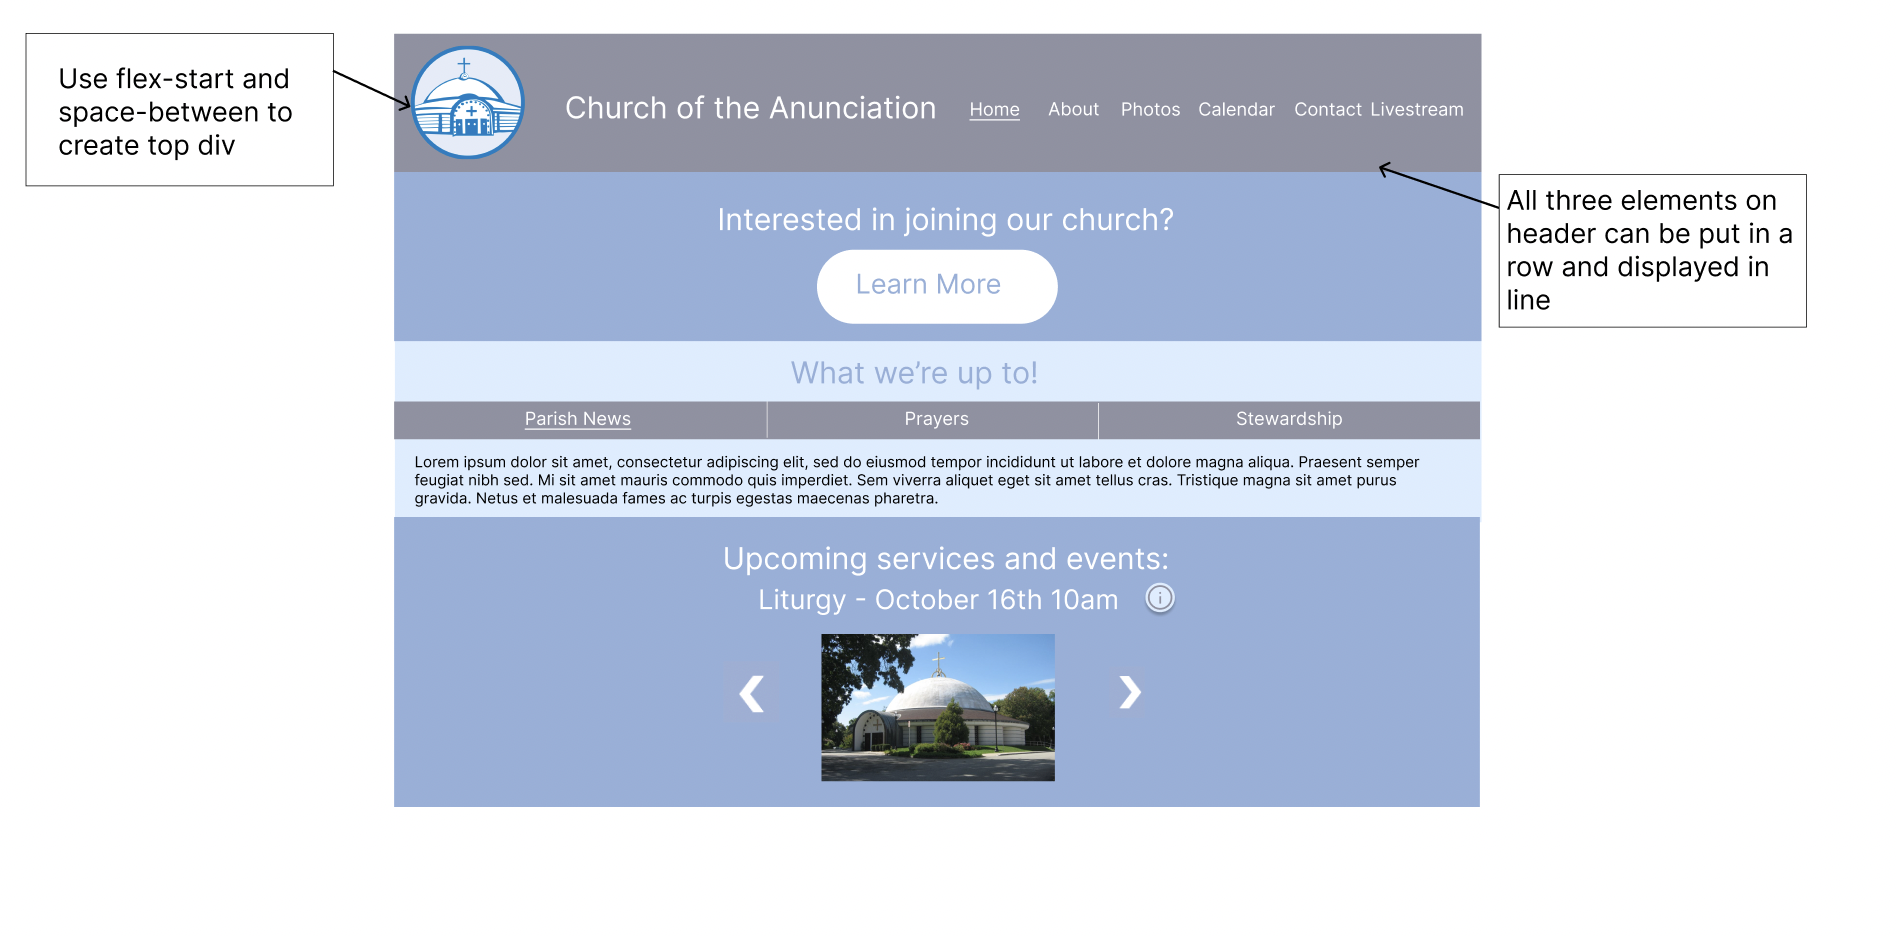 Use flex-start and
space-between to
create top div
Church of the Anunciation
Home About Photos Calendar Contact Livestream
All three elements on
header can be put in a
row and displayed in
line
Interested in joining our church?
Learn More
What we’re up to!
Parish News Prayers Stewardship
Lorem ipsum dolor sit amet, consectetur adipiscing elit, sed do eiusmod tempor incididunt ut labore et dolore magna aliqua. Praesent semper
feugiat nibh sed. Mi sit amet mauris commodo quis imperdiet. Sem viverra aliquet eget sit amet tellus cras. Tristique magna sit amet purus
gravida. Netus et malesuada fames ac turpis egestas maecenas pharetra.
Upcoming services and events:
Liturgy - October 16th 10am